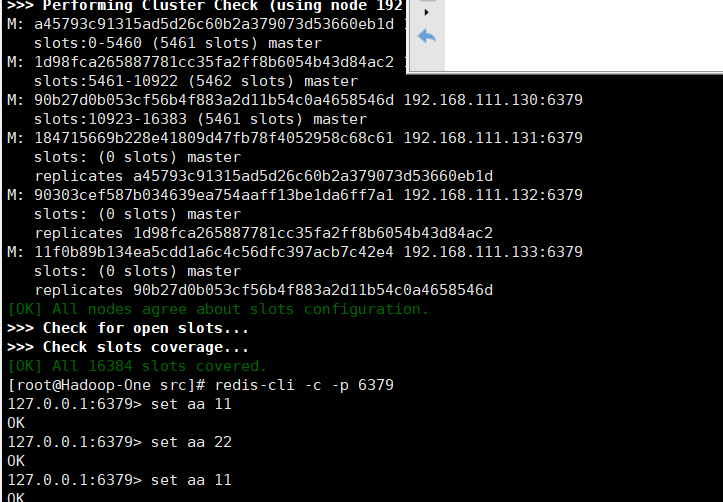 >>> Performing Cluster Check (using node 192
M: a45793c91315ad5d26c60b2a379073d53660eb1d
slots:0-5460 (5461 slots) master
M: 1d98fca265887781cc35fa2ff8b6054b43d84ac2
slots:5461-10922 (5462 slots) master
M: 90b27d0b053cf56b4f883a2d11b54c0a4658546d 192.168.111.130:6379
slots:10923-16383 (5461 slots) master
M: 184715669b228e41809d47fb78f4052958c68c61 192.168.111.131:6379
slots: (0 slots) master
replicates a45793c91315ad5d26c60b2a379073d53660eb1d
M: 90303cef587b034639ea754aaff13be1da6ff7a1 192.168.111.132:6379
slots: (0 slots) master
replicates 1d98fca265887781cc35fa2ff8b6054b43d84ac2
M: 11f0b89b134ea5cdd1a6c4c56dfc397acb7c42e4 192.168.111.133:6379
slots: (0 slots) master
replicates 90b27d0b053cf56b4f883a2d11b54c0a4658546d
[OK] All nodes agree about slots configuration.
>>> Check for open slots...
>>> Check slots coverage...
[OK] All 16384 slots covered.
[root@Hadoop-One src]# redis-cli -c -p 6379
127.0.0.1:6379> set aa 11
OK
127.0.0.1:6379> set aa 22
OK
127.0.0.1:6379> set aa 11
OK